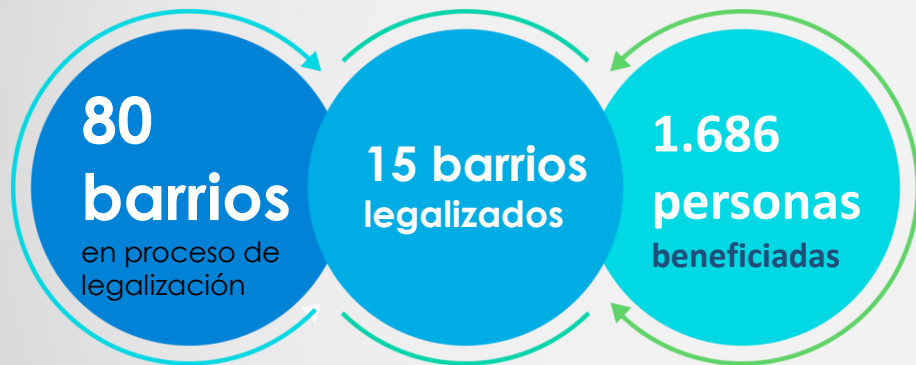 80
barrios
en proceso de
legalización
15 barrios
legalizados
1.686
personas
beneficiadas